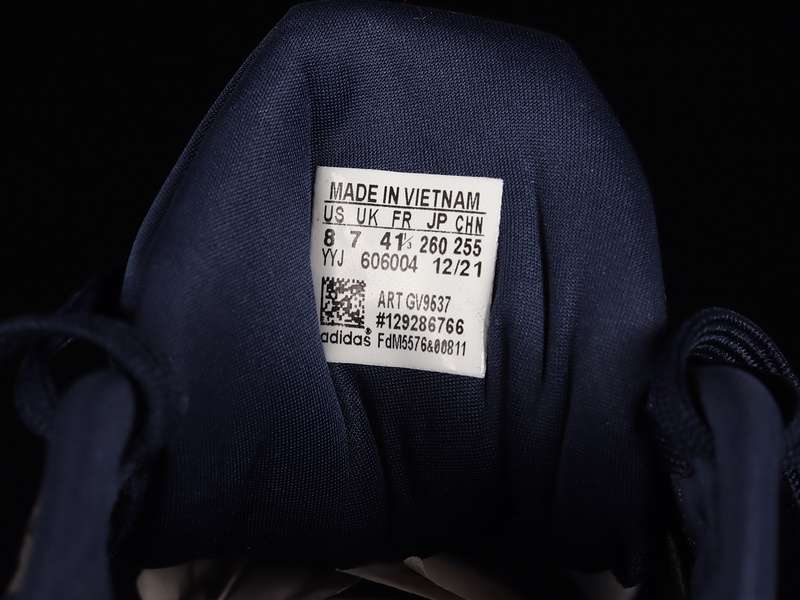 MADE IN VIETNAM
US UK FR JP CHN
8 7 41⅓ 260 255
YYJ 606004 12/21
ART GV9637
#129286766
adidas® FdM5576&00811